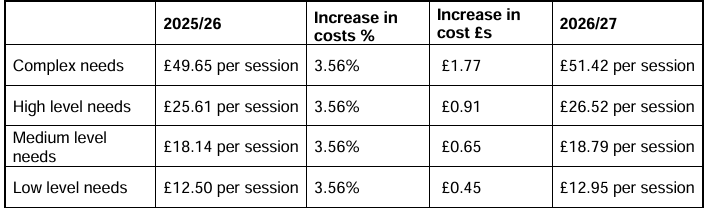 2025/26 Increase in costs % Increase in cost £s 2026/27
Complex needs £49.65 per session 3.56% £1.77 £51.42 per session
High level needs £25.61 per session 3.56% £0.91 £26.52 per session
Medium level needs £18.14 per session 3.56% £0.65 £18.79 per session
Low level needs £12.50 per session 3.56% £0.45 £12.95 per session